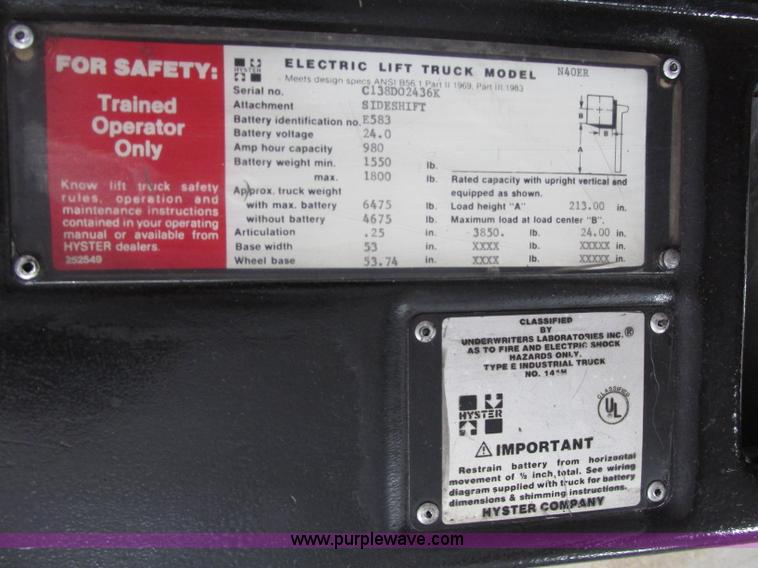 FOR SAFETY:
Trained
Operator
Only
Know lift truck safety
rules, operation and
maintenance instructions
contained in your operating
manual or available from
HYSTER dealers.
252549
HYSTER
ELECTRIC LIFT TRUCK MODEL N40ER
Meets design specs ANSI B56.1 Part II 1969, Part III 1983
Serial no. C138D02436K
Attachment SIDESHIFT
Battery identification no. E583
Battery voltage 24.0
Amp hour capacity 980
Battery weight min. 1550 lb.
max. 1800 lb.
Approx. truck weight
with max. battery 6475 lb.
without battery 4675 lb.
Articulation .25 in.
Base width 53 in.
Wheel base 53.74 in.
B
B
A
Rated capacity with upright vertical and
equipped as shown.
Load height "A" 213.00 in.
Maximum load at load center "B".
3850. lb. 24.00 in.
XXXX lb. XXXXX in.
XXXX lb. XXXXX in.
CLASSIFIED
BY
UNDERWRITERS LABORATORIES INC.®
AS TO FIRE AND ELECTRIC SHOCK
HAZARDS ONLY.
TYPE E INDUSTRIAL TRUCK
NO.
HYSTER
CLASSIFIED
UL
IMPORTANT
Restrain battery from horizontal
movement of ½ inch, total. See wiring
diagram supplied with truck for battery
dimensions & shimming instructions.
HYSTER COMPANY
www.purplewave.com